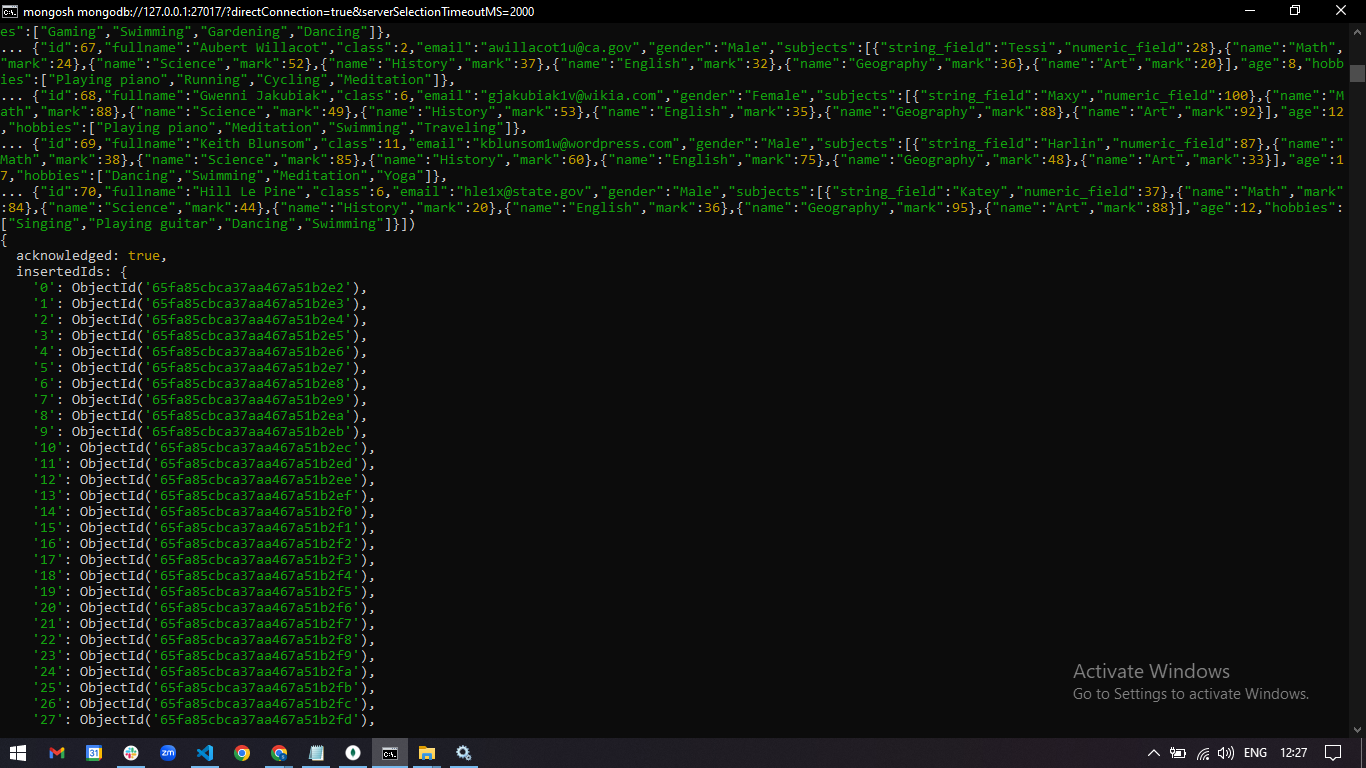 mongosh mongodb://127.0.0.1:27017/?directConnection=true&serverSelectionTimeoutMS=2000
es":["Gaming","Swimming","Gardening","Dancing"]},
... {"id":67,"fullname":"Aubert Willacot","class":2,"email":"awillacot1u@ca.gov","gender":"Male","subjects":[{"string_field":"Tessi","numeric_field":28},{"name":"Math",
"mark":24},{"name":"Science","mark":52},{"name":"History","mark":37},{"name":"English","mark":32},{"name":"Geography","mark":36},{"name":"Art","mark":20}],"age":8,"hobb
ies":["Playing piano","Running","Cycling","Meditation"]},
... {"id":68,"fullname":"Gwenni Jakubiak","class":6,"email":"gjakubiak1v@wikia.com","gender":"Female","subjects":[{"string_field":"Maxy","numeric_field":100},{"name":"M
ath","mark":88},{"name":"Science","mark":49},{"name":"History","mark":53},{"name":"English","mark":35},{"name":"Geography","mark":88},{"name":"Art","mark":92}],"age":12
,"hobbies":["Playing piano","Meditation","Swimming","Traveling"]},
... {"id":69,"fullname":"Keith Blunsom","class":11,"email":"kblunsom1w@wordpress.com","gender":"Male","subjects":[{"string_field":"Harlin","numeric_field":87},{"name":"
Math","mark":38},{"name":"Science","mark":85},{"name":"History","mark":60},{"name":"English","mark":75},{"name":"Geography","mark":48},{"name":"Art","mark":33}],"age":1
7,"hobbies":["Dancing","Swimming","Meditation","Yoga"]},
... {"id":70,"fullname":"Hill Le Pine","class":6,"email":"hle1x@state.gov","gender":"Male","subjects":[{"string_field":"Katey","numeric_field":37},{"name":"Math","mark"
:84},{"name":"Science","mark":44},{"name":"History","mark":20},{"name":"English","mark":36},{"name":"Geography","mark":95},{"name":"Art","mark":88}],"age":12,"hobbies":
["Singing","Playing guitar","Dancing","Swimming"]}])
{
acknowledged: true,
insertedIds: {
'0': ObjectId('65fa85cbca37aa467a51b2e2'),
'1': ObjectId('65fa85cbca37aa467a51b2e3'),
'2': ObjectId('65fa85cbca37aa467a51b2e4'),
'3': ObjectId('65fa85cbca37aa467a51b2e5'),
'4': ObjectId('65fa85cbca37aa467a51b2e6'),
'5': ObjectId('65fa85cbca37aa467a51b2e7'),
'6': ObjectId('65fa85cbca37aa467a51b2e8'),
'7': ObjectId('65fa85cbca37aa467a51b2e9'),
'8': ObjectId('65fa85cbca37aa467a51b2ea'),
'9': ObjectId('65fa85cbca37aa467a51b2eb'),
'10': ObjectId('65fa85cbca37aa467a51b2ec'),
'11': ObjectId('65fa85cbca37aa467a51b2ed'),
'12': ObjectId('65fa85cbca37aa467a51b2ee'),
'13': ObjectId('65fa85cbca37aa467a51b2ef'),
'14': ObjectId('65fa85cbca37aa467a51b2f0'),
'15': ObjectId('65fa85cbca37aa467a51b2f1'),
'16': ObjectId('65fa85cbca37aa467a51b2f2'),
'17': ObjectId('65fa85cbca37aa467a51b2f3'),
'18': ObjectId('65fa85cbca37aa467a51b2f4'),
'19': ObjectId('65fa85cbca37aa467a51b2f5'),
'20': ObjectId('65fa85cbca37aa467a51b2f6'),
'21': ObjectId('65fa85cbca37aa467a51b2f7'),
'22': ObjectId('65fa85cbca37aa467a51b2f8'),
'23': ObjectId('65fa85cbca37aa467a51b2f9'),
'24': ObjectId('65fa85cbca37aa467a51b2fa'),
'25': ObjectId('65fa85cbca37aa467a51b2fb'),
'26': ObjectId('65fa85cbca37aa467a51b2fc'),
'27': ObjectId('65fa85cbca37aa467a51b2fd'),
Activate Windows
Go to Settings to activate Windows.
31
zm
ENG 12:27